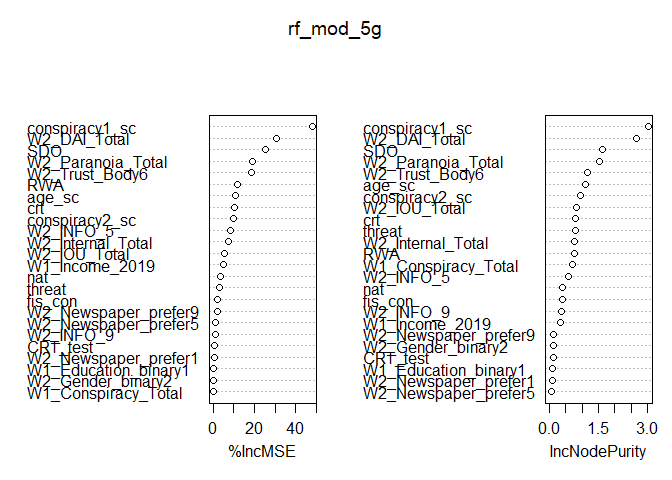 rf_mod_5g
conspiracy1_sc
W2_DAI_Total
SDO
W2_Paranoia_Total
W2_Trust_Body6
RWA
age_sc
crt
conspiracy2_sc
W2_INFO_5
W2_Internal_Total
W2_IOU_Total
W1_Income_2019
nat
threat
fis_con
W2_Newspaper_prefer9
W2_Newspaper_prefer5
W2_INFO_9
CRT_test
W2_Newspaper_prefer1
W1_Education_binary1
W2_Gender_binary2
W1_Conspiracy_Total
0 20 40
%IncMSE
conspiracy1_sc
W2_DAI_Total
SDO
W2_Paranoia_Total
W2_Trust_Body6
age_sc
conspiracy2_sc
W2_IOU_Total
crt
threat
W2_Internal_Total
RWA
W1_Conspiracy_Total
W2_INFO_5
nat
fis_con
W2_INFO_9
W1_Income_2019
W2_Newspaper_prefer9
W2_Gender_binary2
CRT_test
W1_Education_binary1
W2_Newspaper_prefer1
W2_Newspaper_prefer5
0.0 1.5 3.0
IncNodePurity